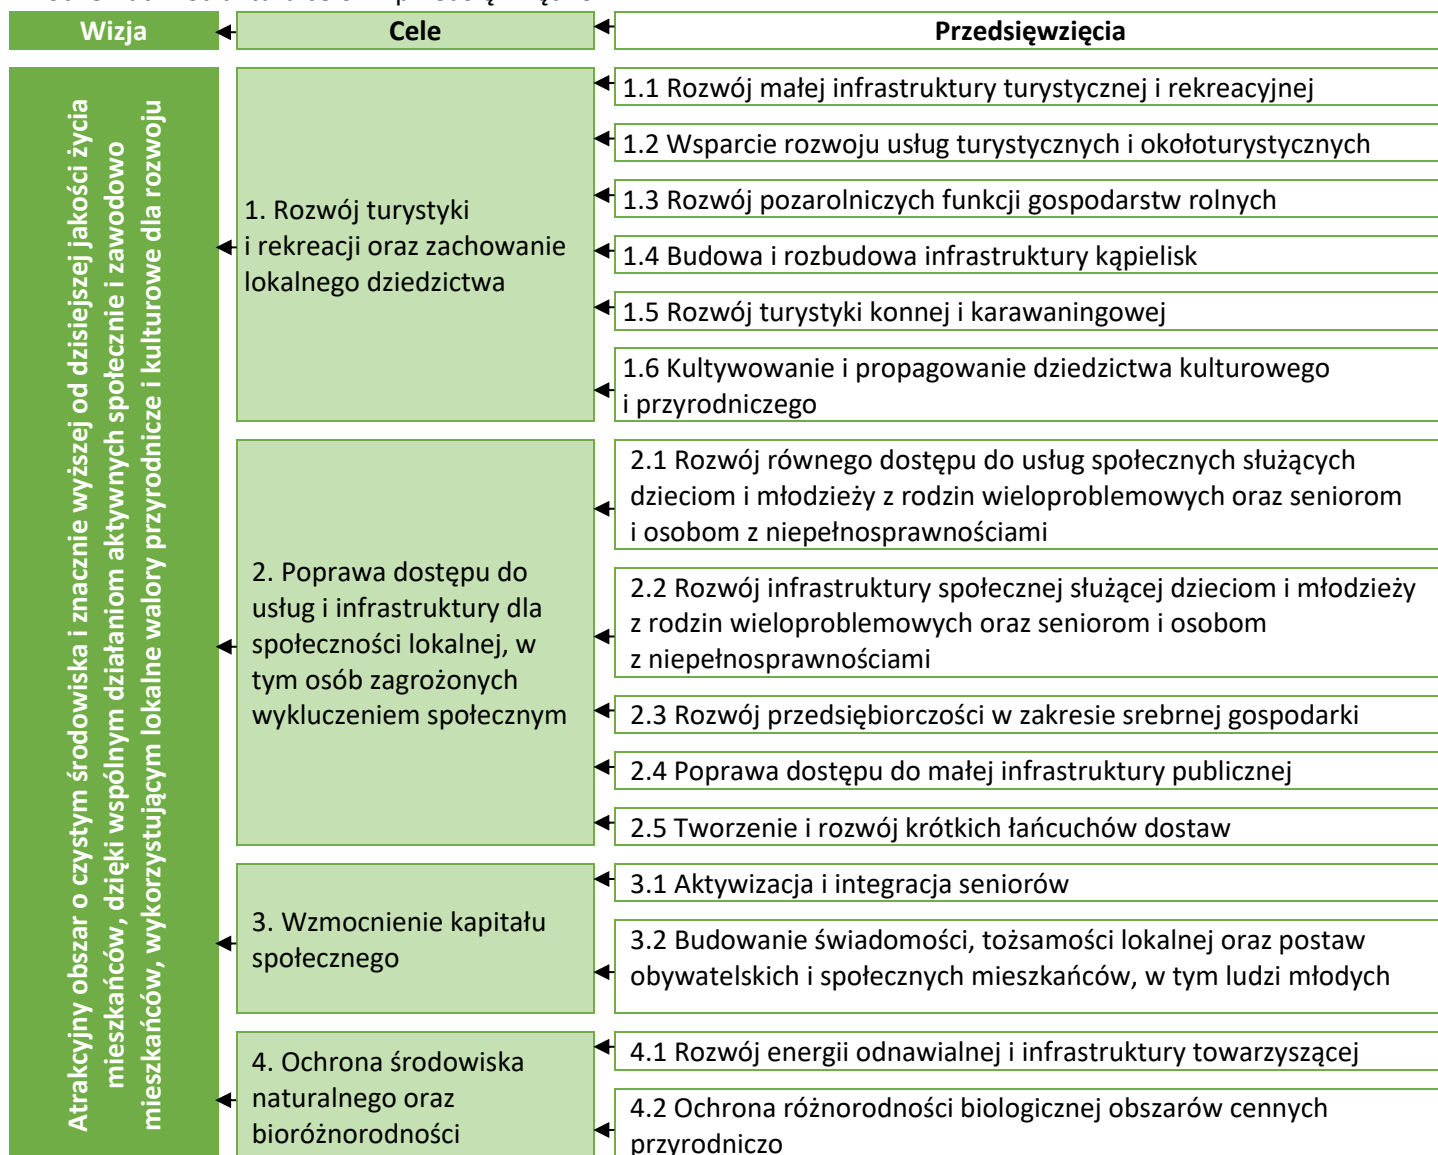 Wizja
Cele
Przedsięwzięcia
Atrakcyjny obszar o czystym środowiska i znacznie wyższej od dzisiejszej jakości życia
mieszkańców, dzięki wspólnym działaniom aktywnych społecznie i zawodowo
mieszkańców, wykorzystującym lokalne walory przyrodnicze i kulturowe dla rozwoju
1. Rozwój turystyki
i rekreacji oraz zachowanie
lokalnego dziedzictwa
1.1 Rozwój małej infrastruktury turystycznej i rekreacyjnej
1.2 Wsparcie rozwoju usług turystycznych i okołoturystycznych
1.3 Rozwój pozarolniczych funkcji gospodarstw rolnych
1.4 Budowa i rozbudowa infrastruktury kąpielisk
1.5 Rozwój turystyki konnej i karawaningowej
1.6 Kultywowanie i propagowanie dziedzictwa kulturowego
i przyrodniczego
2. Poprawa dostępu do
usług i infrastruktury dla
społeczności lokalnej, w
tym osób zagrożonych
wykluczeniem społecznym
2.1 Rozwój równego dostępu do usług społecznych służących
dzieciom i młodzieży z rodzin wieloproblemowych oraz seniorom
i osobom z niepełnosprawnościami
2.2 Rozwój infrastruktury społecznej służącej dzieciom i młodzieży
z rodzin wieloproblemowych oraz seniorom i osobom
z niepełnosprawnościami
2.3 Rozwój przedsiębiorczości w zakresie srebrnej gospodarki
2.4 Poprawa dostępu do małej infrastruktury publicznej
2.5 Tworzenie i rozwój krótkich łańcuchów dostaw
3. Wzmocnienie kapitału
społecznego
3.1 Aktywizacja i integracja seniorów
3.2 Budowanie świadomości, tożsamości lokalnej oraz postaw
obywatelskich i społecznych mieszkańców, w tym ludzi młodych
4. Ochrona środowiska
naturalnego oraz
bioróżnorodności
4.1 Rozwój energii odnawialnej i infrastruktury towarzyszącej
4.2 Ochrona różnorodności biologicznej obszarów cennych
przyrodniczo